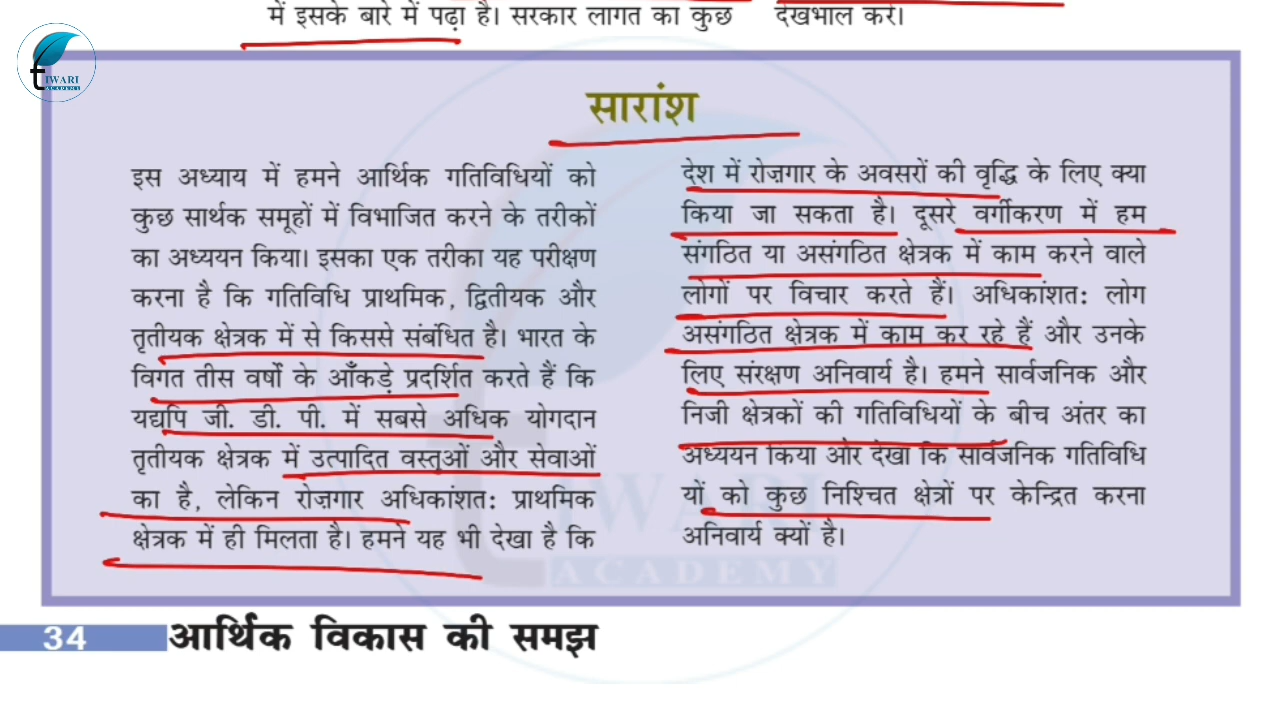 में इसके बारे में पढ़ा है। सरकार लागत का कुछ
देखभाल करे।
TIWARI
ACADEMY
सारांश
इस अध्याय में हमने आर्थिक गतिविधियों को
कुछ सार्थक समूहों में विभाजित करने के तरीकों
का अध्ययन किया। इसका एक तरीका यह परीक्षण
करना है कि गतिविधि प्राथमिक, द्वितीयक और
तृतीयक क्षेत्रक में से किससे संबंधित है। भारत के
विगत तीस वर्षों के आँकड़े प्रदर्शित करते हैं कि
यद्यपि जी. डी. पी. में सबसे अधिक योगदान
तृतीयक क्षेत्रक में उत्पादित वस्तुओं और सेवाओं
का है, लेकिन रोज़गार अधिकांशत: प्राथमिक
क्षेत्रक में ही मिलता है। हमने यह भी देखा है कि
देश में रोज़गार के अवसरों की वृद्धि के लिए क्या
किया जा सकता है। दूसरे वर्गीकरण में हम
संगठित या असंगठित क्षेत्रक में काम करने वाले
लोगों पर विचार करते हैं। अधिकांशत: लोग
असंगठित क्षेत्रक में काम कर रहे हैं और उनके
लिए संरक्षण अनिवार्य है। हमने सार्वजनिक और
निजी क्षेत्रकों की गतिविधियों के बीच अंतर का
अध्ययन किया और देखा कि सार्वजनिक गतिविधि
यों को कुछ निश्चित क्षेत्रों पर केन्द्रित करना
अनिवार्य क्यों है।
TIWARI
ACADEMY
34 आर्थिक विकास की समझ